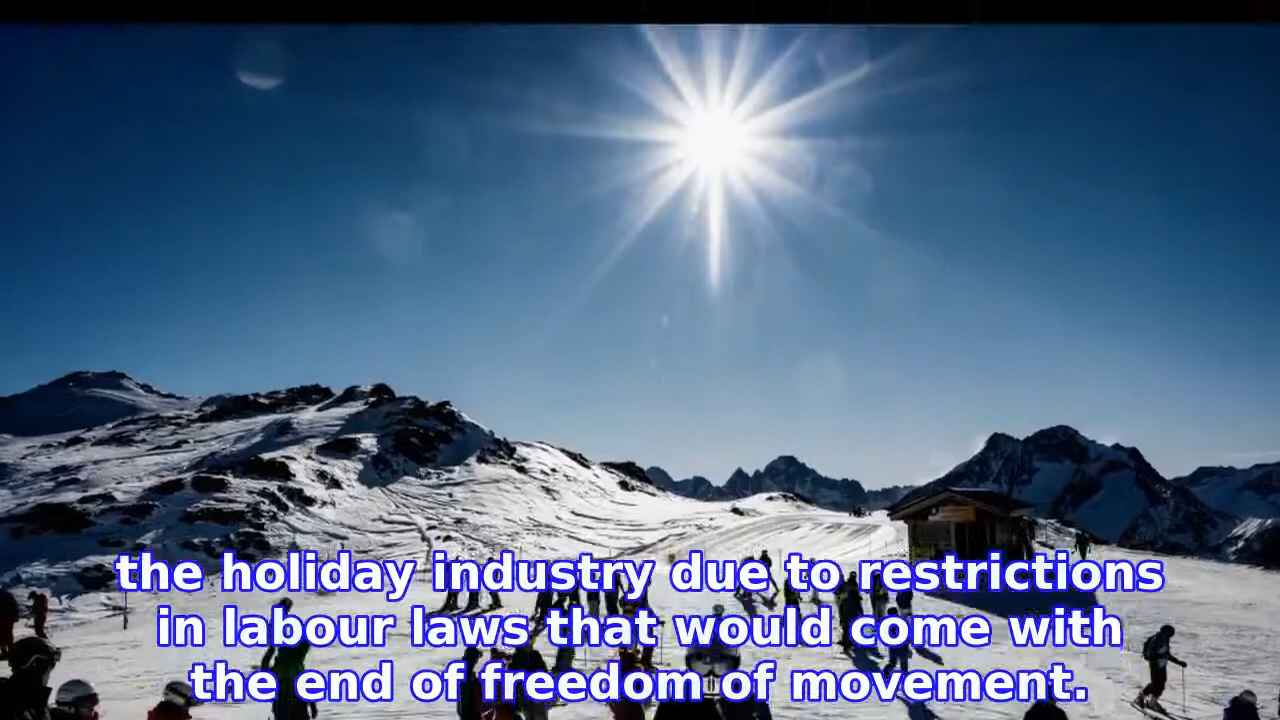 the holiday industry due to restrictions
in labour laws that would come with
the end of freedom of movement.